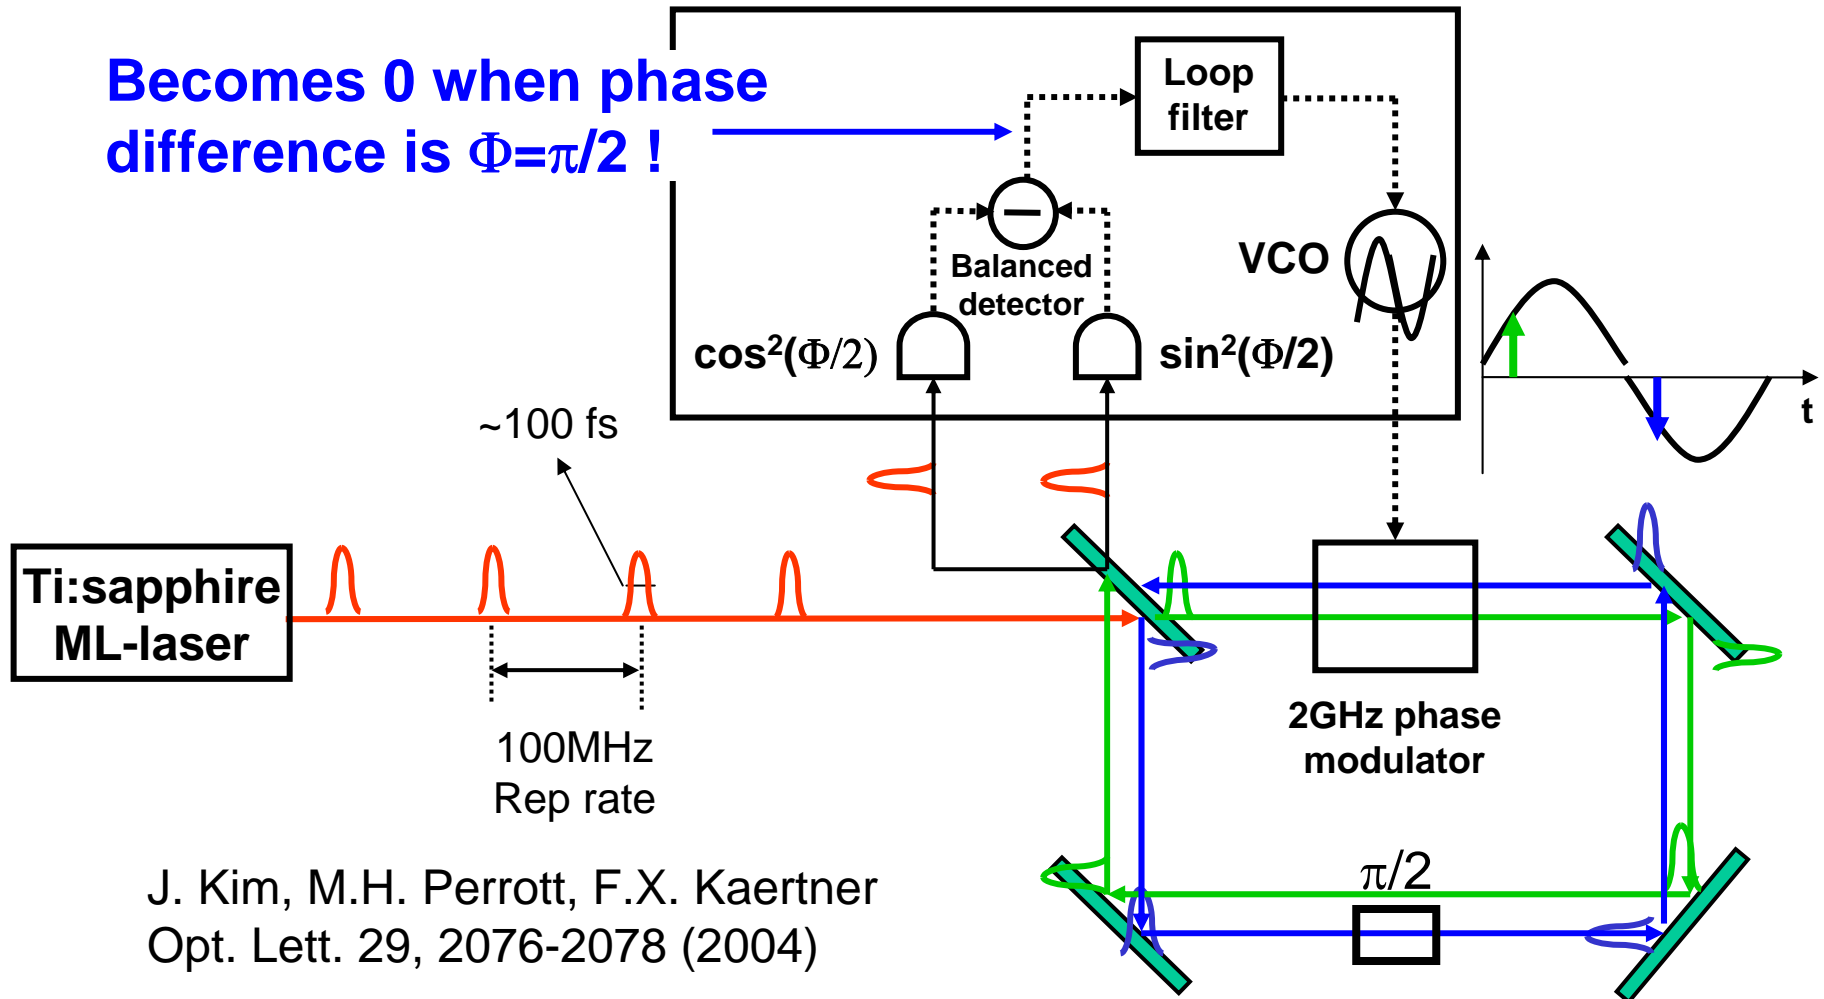 Becomes 0 when phase
difference is Φ=π/2 !
Loop
filter
VCO
Balanced
detector
cos²(Φ/2)
sin²(Φ/2)
t
~100 fs
Ti:sapphire
ML-laser
100MHz
Rep rate
2GHz phase
modulator
π/2
J. Kim, M.H. Perrott, F.X. Kaertner
Opt. Lett. 29, 2076-2078 (2004)